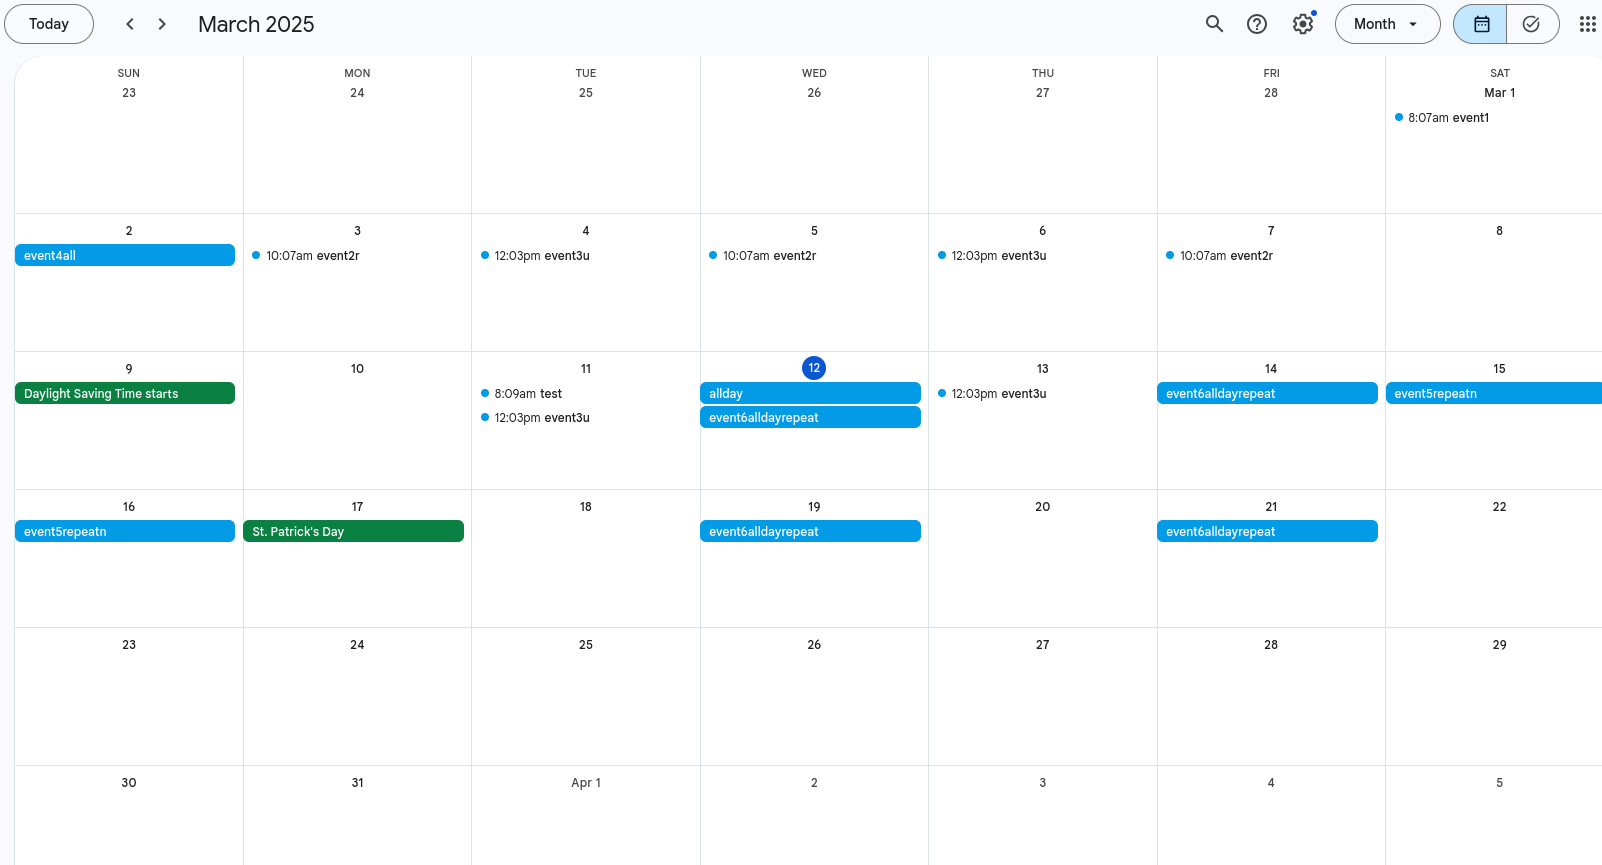 Today March 2025 Month
SUN MON TUE WED THU FRI SAT
23 24 25 26 27 28 Mar 1
8:07am event1
2 3 4 5 6 7 8
event4all 10:07am event2r 12:03pm event3u 10:07am event2r 12:03pm event3u 10:07am event2r
9 10 11 12 13 14 15
Daylight Saving Time starts 8:09am test allday 12:03pm event3u event6alldayrepeat event5repeatn
12:03pm event3u event6alldayrepeat
16 17 18 19 20 21 22
event5repeatn St. Patrick's Day event6alldayrepeat event6alldayrepeat
23 24 25 26 27 28 29
30 31 Apr 1 2 3 4 5